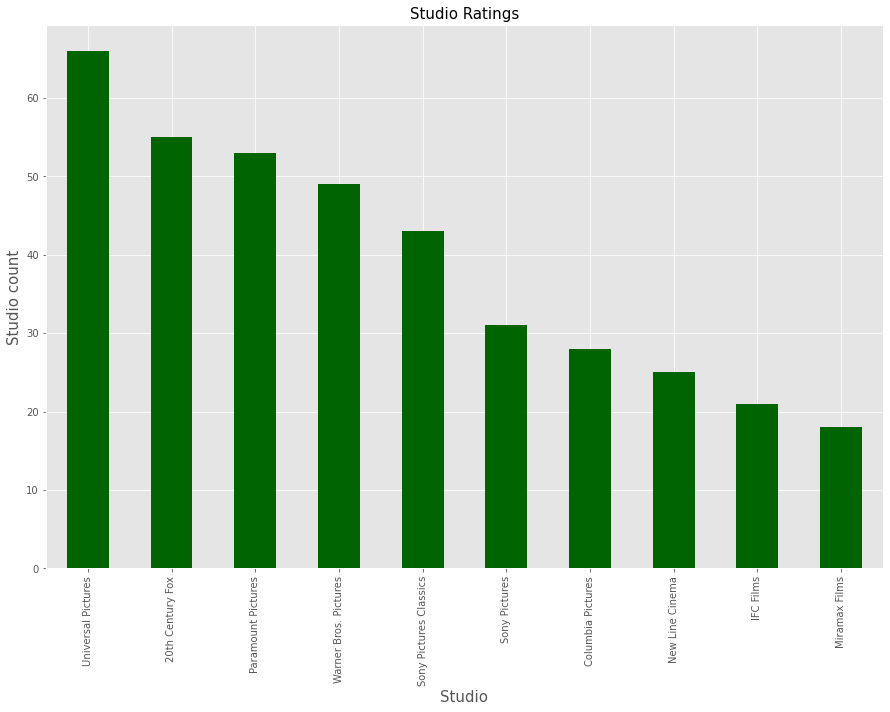 Studio Ratings
Studio count
60
50
40
30
20
10
0
Universal Pictures
20th Century Fox
Paramount Pictures
Warner Bros. Pictures
Sony Pictures Classics
Sony Pictures
Columbia Pictures
New Line Cinema
IFC Films
Miramax Films
Studio